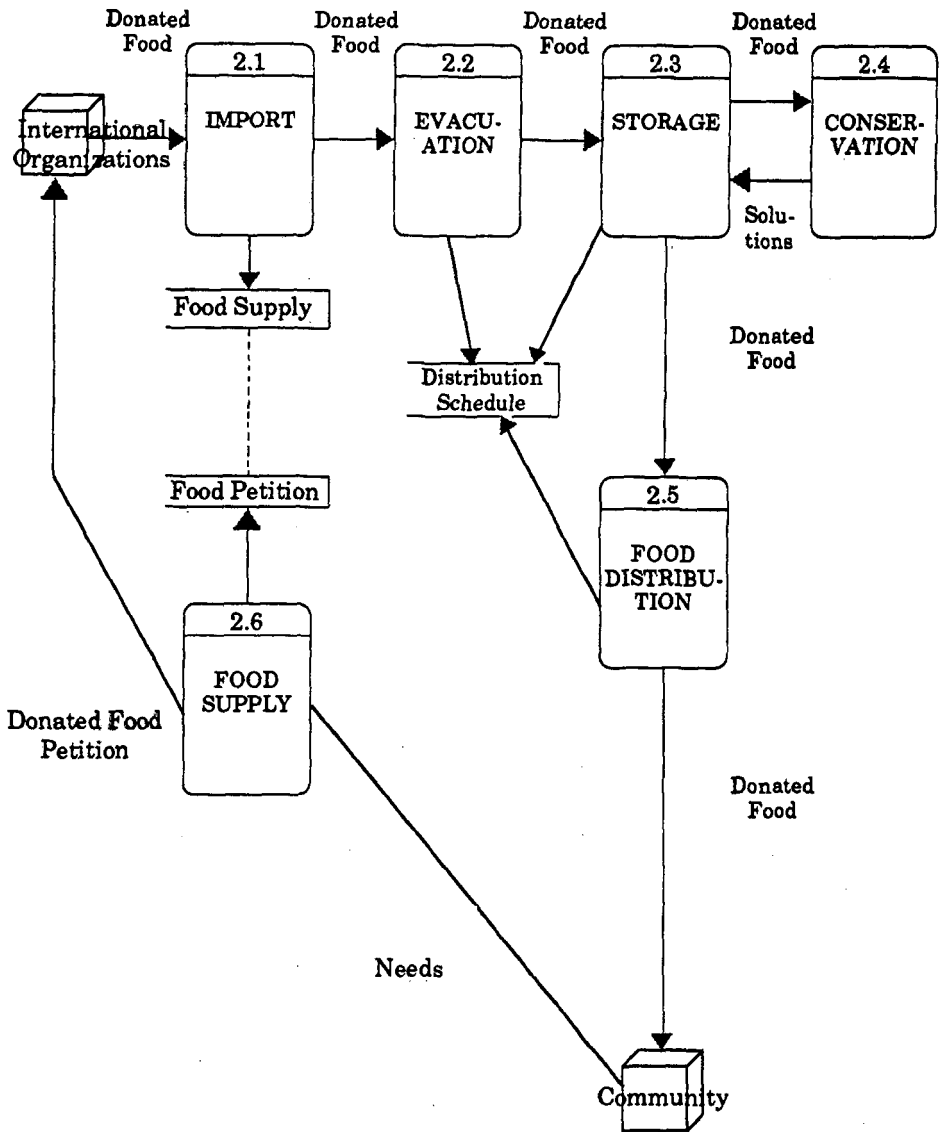 Donated
Food
Donated
Food
Donated
Food
Donated
Food
2.1
IMPORT
2.2
EVACU-
ATION
2.3
STORAGE
2.4
CONSER-
VATION
International
Organizations
Solu-
tions
Food Supply
Donated
Food
Distribution
Schedule
Food Petition
2.5
FOOD
DISTRIBU-
TION
2.6
FOOD
SUPPLY
Donated Food
Petition
Donated
Food
Needs
Community